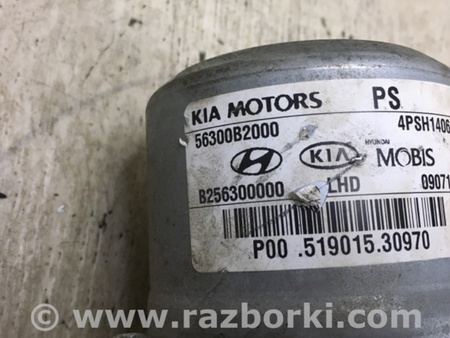 KIA MOTORS PS
56300B2000 4PSH1406
HYUNDAI
KIA MOBIS
B256300000 LHD 09071
P00 .519015.30970
www.razborki.com